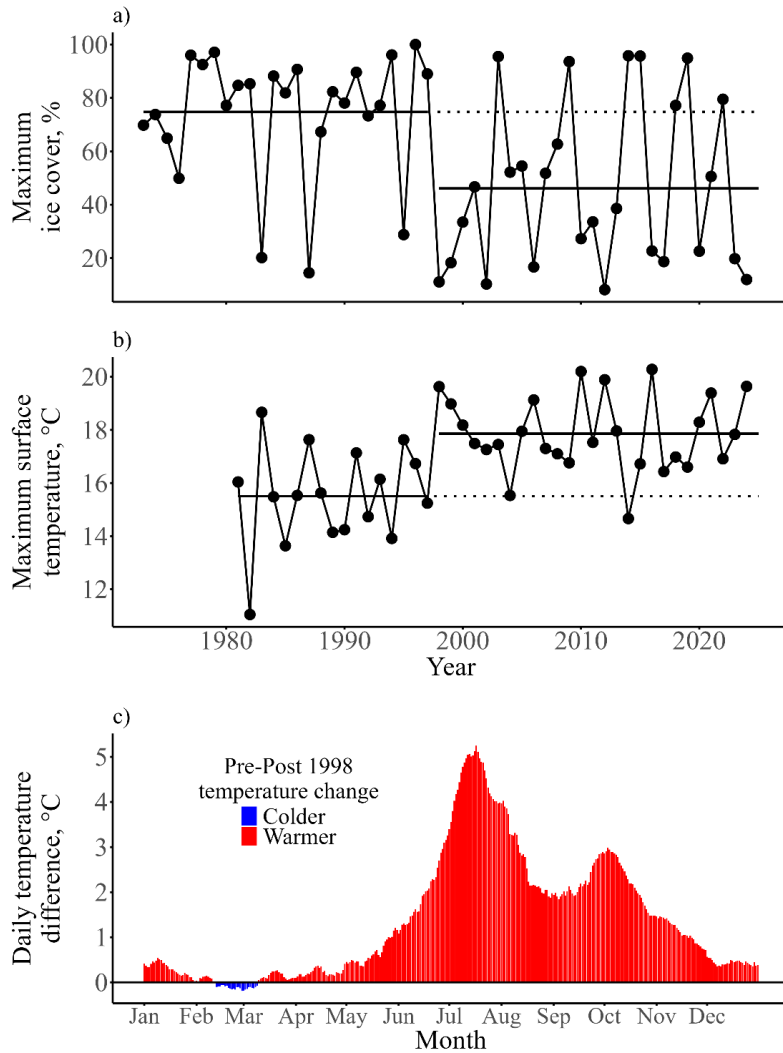 a)
Maximum
ice cover, %
100
80
60
40
20
b)
Maximum surface
temperature, °C
20
18
16
14
12
1980
1990
2000
2010
2020
Year
c)
Daily temperature
difference, °C
5
4
3
2
1
0
Pre-Post 1998
temperature change
Colder
Warmer
Jan Feb Mar Apr May Jun Jul Aug Sep Oct Nov Dec
Month